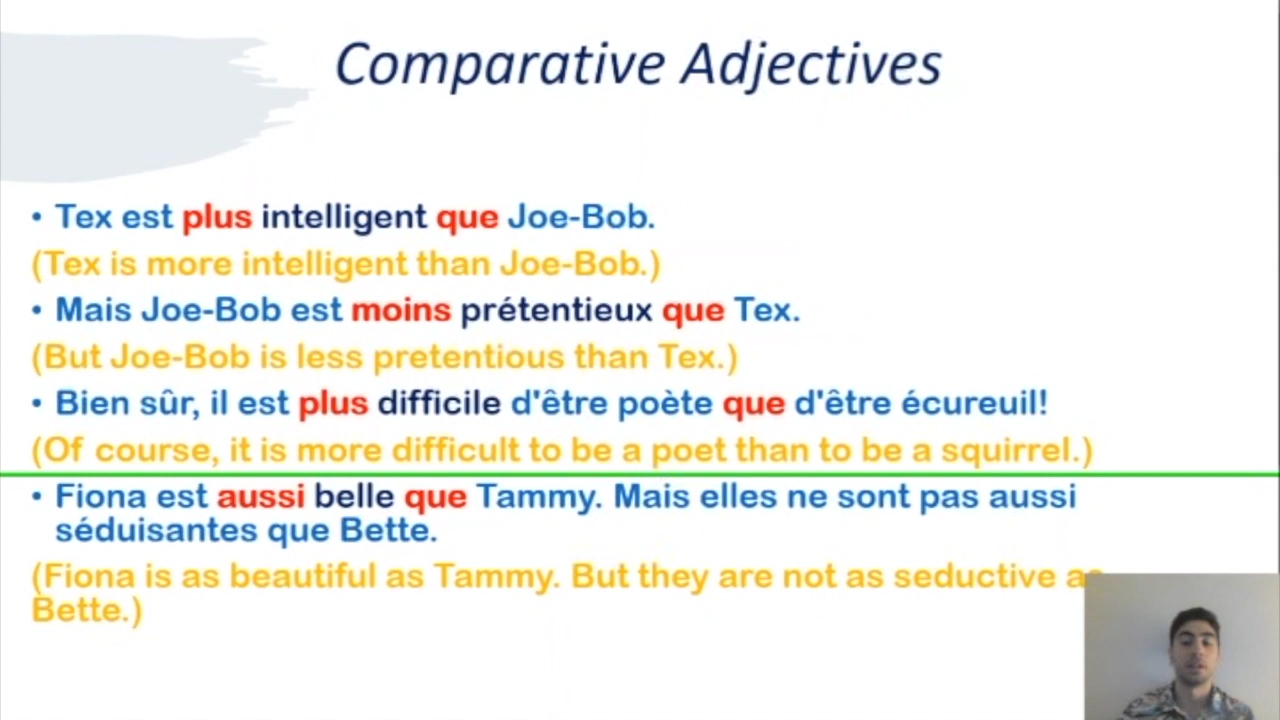 Comparative Adjectives
• Tex est plus intelligent que Joe-Bob.
(Tex is more intelligent than Joe-Bob.)
• Mais Joe-Bob est moins prétentieux que Tex.
(But Joe-Bob is less pretentious than Tex.)
• Bien sûr, il est plus difficile d'être poète que d'être écureuil!
(Of course, it is more difficult to be a poet than to be a squirrel.)
• Fiona est aussi belle que Tammy. Mais elles ne sont pas aussi
séduisantes que Bette.
(Fiona is as beautiful as Tammy. But they are not as seductive as
Bette.)